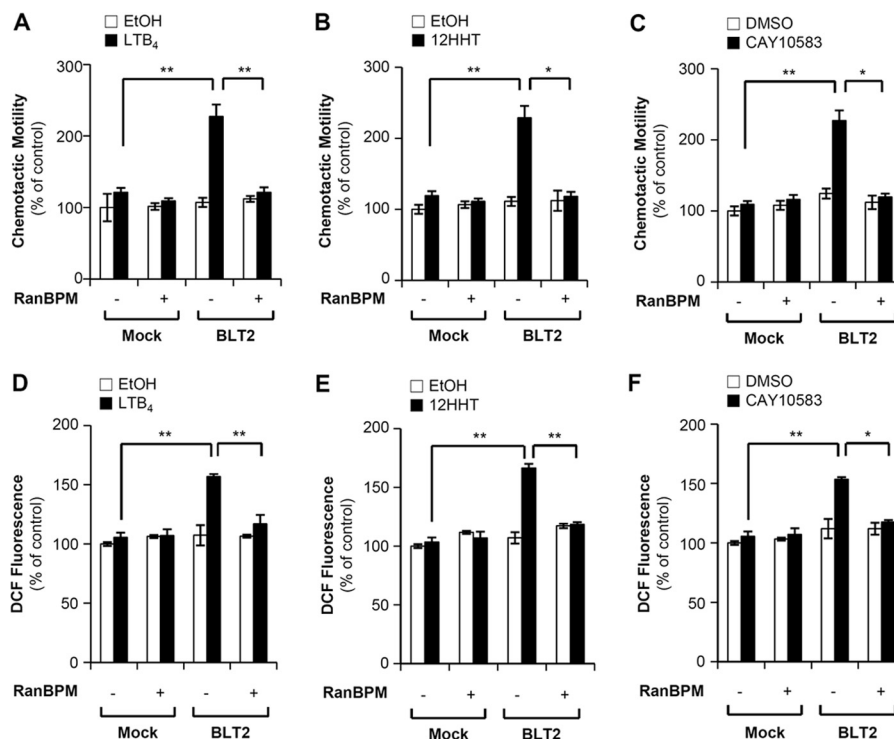 A
EtOH
LTB4
Chemotactic Motility
(% of control)
300
200
100
0
** **
RanBPM - + - +
Mock BLT2
B
EtOH
12HHT
Chemotactic Motility
(% of control)
300
200
100
0
** *
- + - +
Mock BLT2
C
DMSO
CAY10583
Chemotactic Motility
(% of control)
300
200
100
0
** *
RanBPM - + - +
Mock BLT2
D
EtOH
LTB4
DCF Fluorescence
(% of control)
200
150
100
50
0
** **
RanBPM - + - +
Mock BLT2
E
EtOH
12HHT
DCF Fluorescence
(% of control)
200
150
100
50
0
** **
RanBPM - + - +
Mock BLT2
F
DMSO
CAY10583
DCF Fluorescence
(% of control)
200
150
100
50
0
** *
RanBPM - + - +
Mock BLT2